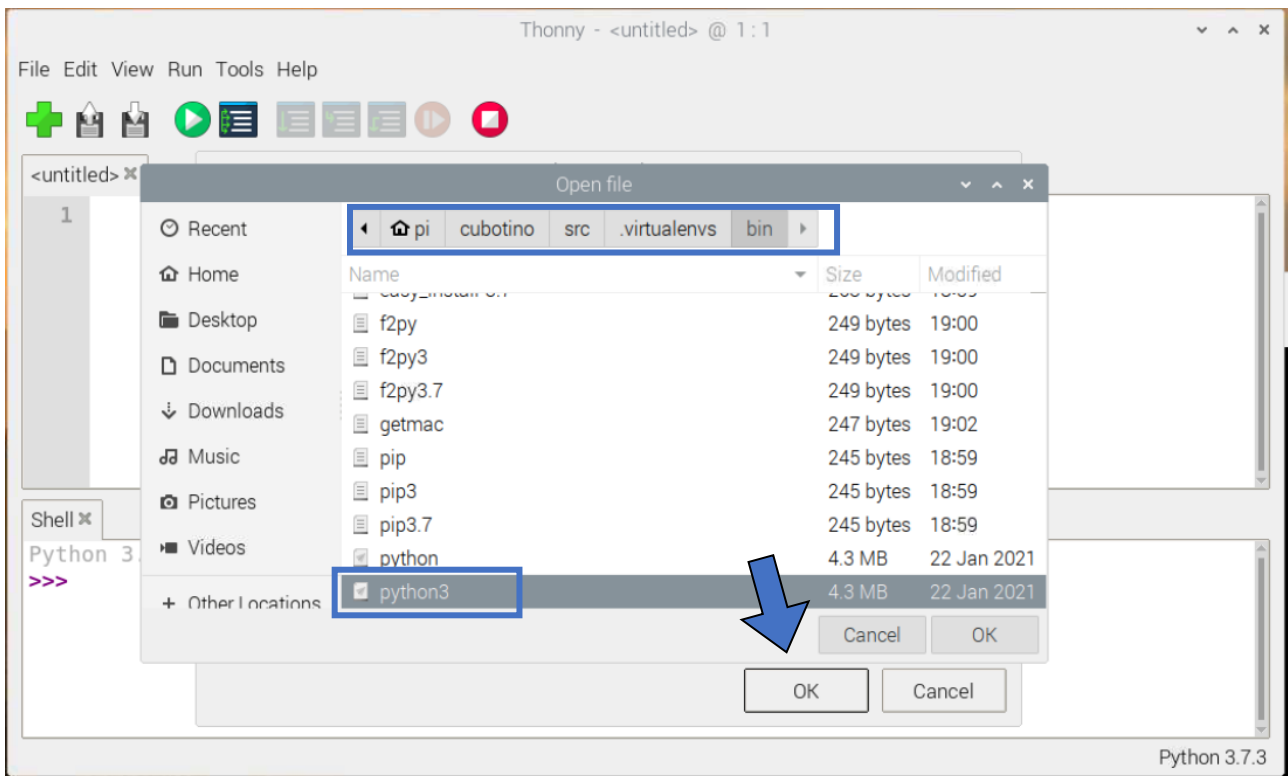 Thonny - <untitled> @ 1 : 1
File Edit View Run Tools Help
<untitled>
Open file
1
Recent
pi cubotino src .virtualenvs bin
Home
Name Size Modified
Desktop
f2py 249 bytes 19:00
Documents
f2py3 249 bytes 19:00
f2py3.7 249 bytes 19:00
Downloads
getmac 247 bytes 19:02
Music
pip 245 bytes 18:59
Pictures
pip3 245 bytes 18:59
Shell
pip3.7 245 bytes 18:59
Python 3.
Videos
python 4.3 MB 22 Jan 2021
>>>
python3 4.3 MB 22 Jan 2021
+ Other Locations
Cancel OK
OK Cancel
Python 3.7.3